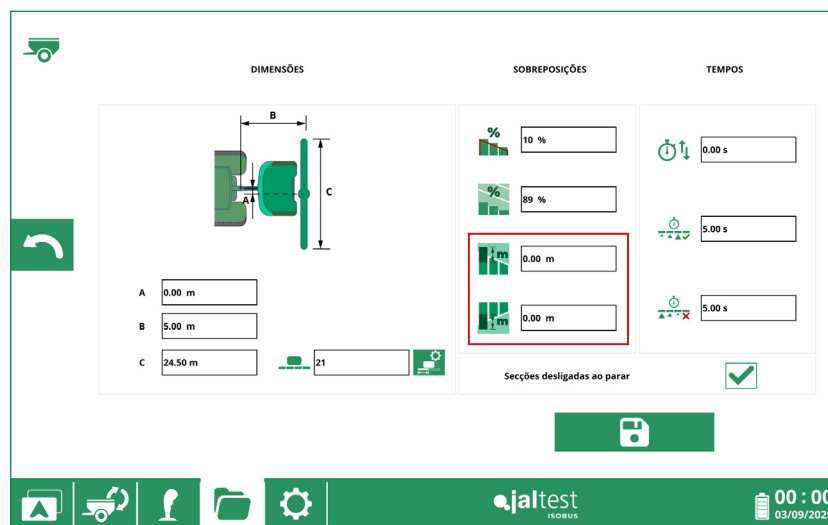 DIMENSÕES
SOBREPOSIÇÕES
TEMPOS
B
A
C
A 0.00 m
B 5.00 m
C 24.50 m
21
%
10 %
%
89 %
m
0.00 m
m
0.00 m
0.00 s
5.00 s
5.00 s
Secções desligadas ao parar
jaltest
ISOBUS
00 : 00
03/09/202